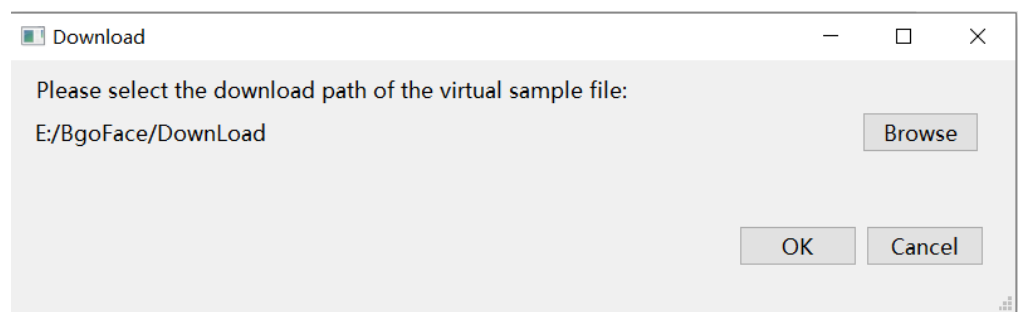 Download
Please select the download path of the virtual sample file:
E:/BgoFace/DownLoad
Browse
OK
Cancel